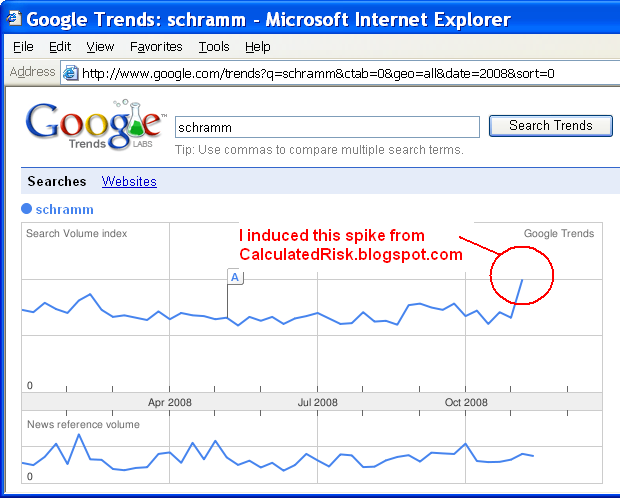 Google Trends: schramm - Microsoft Internet Explorer
File Edit View Favorites Tools Help
Address http://www.google.com/trends?q=schramm&ctab=0&geo=all&date=2008&sort=0
Google™
Trends LABS
schramm
Search Trends
Tip: Use commas to compare multiple search terms.
Searches Websites
schramm
Search Volume index
Google Trends
I induced this spike from
CalculatedRisk.blogspot.com
A
0
Apr 2008 Jul 2008 Oct 2008
News reference volume
0